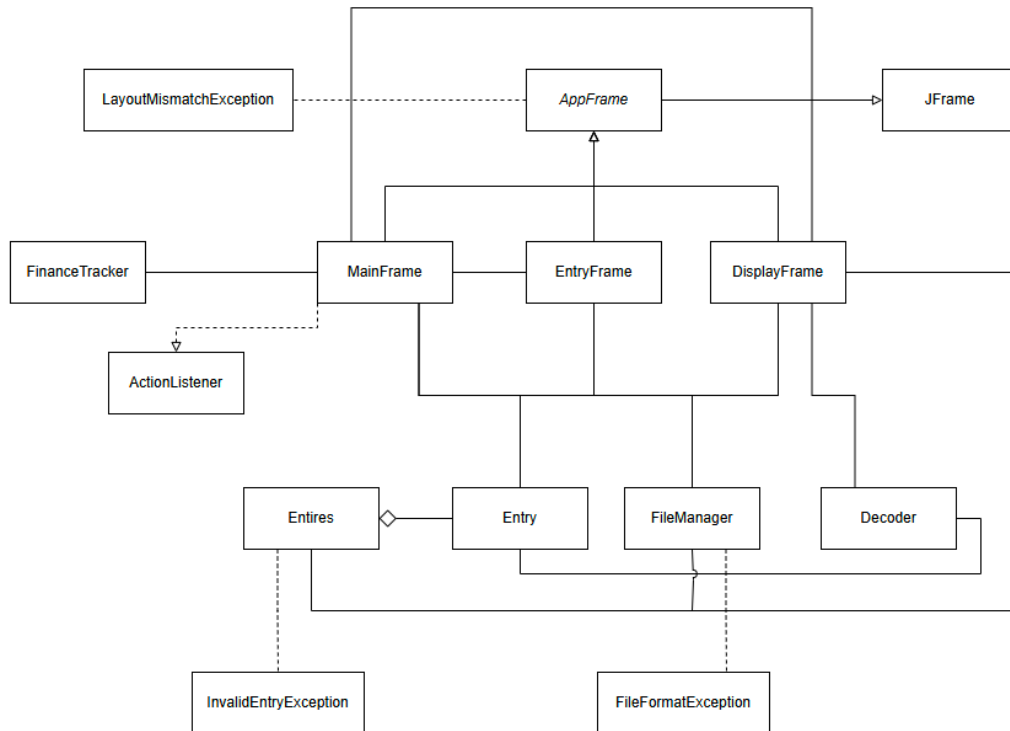 LayoutMismatchException
AppFrame
JFrame
FinanceTracker
MainFrame
EntryFrame
DisplayFrame
ActionListener
Entires
Entry
FileManager
Decoder
InvalidEntryException
FileFormatException